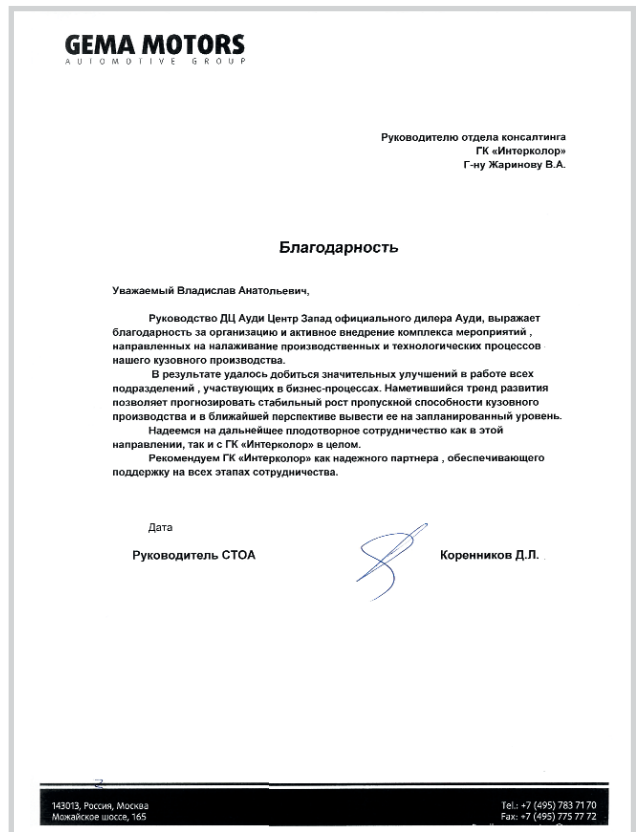 GEMA MOTORS
AUTOMOTIVE GROUP
Руководителю отдела консалтинга
ГК «Интерколор»
Г-ну Жаринову В.А.
Благодарность
Уважаемый Владислав Анатольевич,
Руководство ДЦ Ауди Центр Запад официального дилера Ауди, выражает
благодарность за организацию и активное внедрение комплекса мероприятий ,
направленных на налаживание производственных и технологических процессов
нашего кузовного производства.
В результате удалось добиться значительных улучшений в работе всех
подразделений , участвующих в бизнес-процессах. Наметившийся тренд развития
позволяет прогнозировать стабильный рост пропускной способности кузовного
производства и в ближайшей перспективе вывести ее на запланированный уровень.
Надеемся на дальнейшее плодотворное сотрудничество как в этой
направлении, так и с ГК «Интерколор» в целом.
Рекомендуем ГК «Интерколор» как надежного партнера , обеспечивающего
поддержку на всех этапах сотрудничества.
Дата
Руководитель СТОА
Коренников Д.Л.
143013, Россия, Москва
Можайское шоссе, 165
Tel.: +7 (495) 783 71 70
Fax: +7 (495) 775 77 72